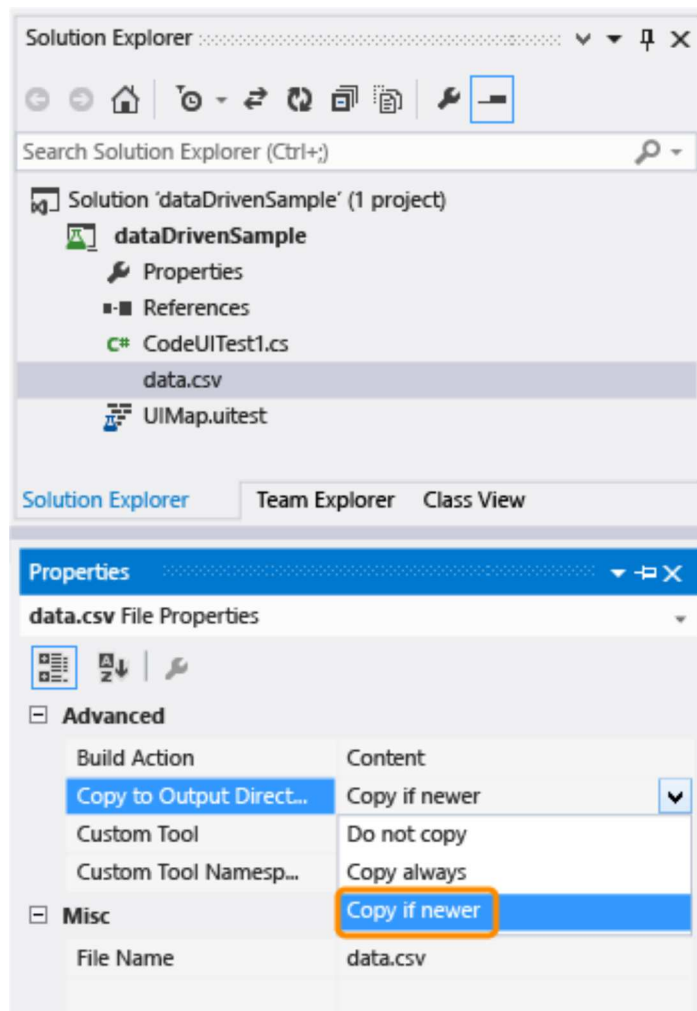 Solution Explorer
Search Solution Explorer (Ctrl+;)
Solution 'dataDrivenSample' (1 project)
dataDrivenSample
Properties
References
C# CodeUITest1.cs
data.csv
UIMap.uitest
Solution Explorer Team Explorer Class View
Properties
data.csv File Properties
Advanced
Build Action Content
Copy to Output Direct... Copy if newer
Custom Tool Do not copy
Custom Tool Namesp... Copy always
Copy if newer
Misc
File Name data.csv